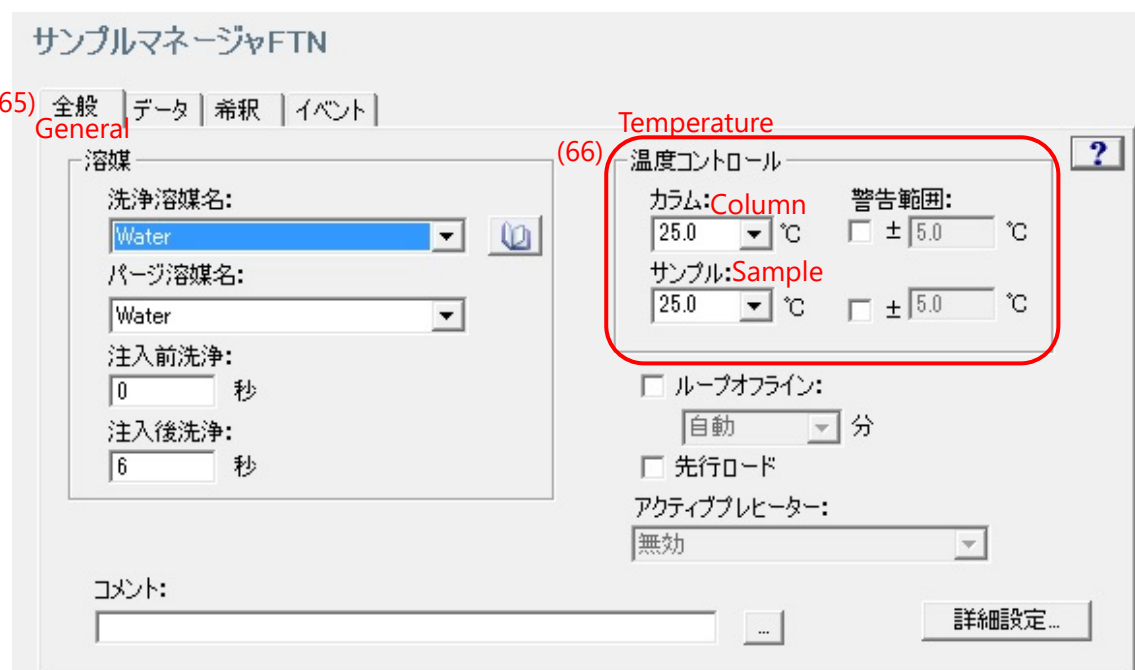 サンプルマネージャFTN
65) 全般 データ 希釈 イベント
General
Temperature
溶媒
(66) 温度コントロール ?
洗浄溶媒名:
カラム:Column 警告範囲:
Water
25.0 ℃ ± 5.0 ℃
パージ溶媒名:
サンプル:Sample
Water
25.0 ℃ ± 5.0 ℃
注入前洗浄:
0 秒
ループオフライン:
自動 分
注入後洗浄:
6 秒
先行ロード
アクティブプレヒーター:
無効
コメント:
... 詳細設定...